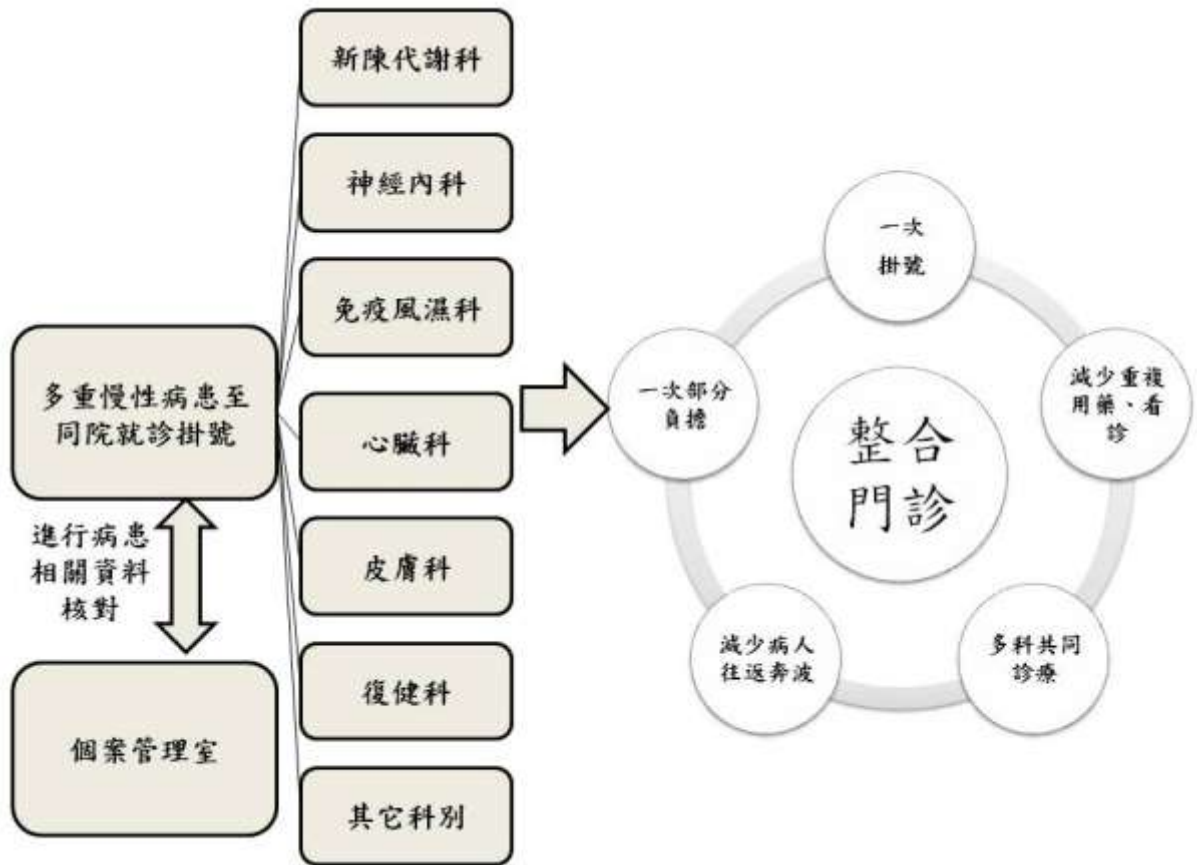 多重慢性病患至
同院就診掛號
進行病患
相關資料
核對
個案管理室
新陳代謝科
神經內科
免疫風濕科
心臟科
皮膚科
復健科
其它科別
整合
門診
一次
掛號
減少重複
用藥、看
診
多科共同
診療
減少病人
往返奔波
一次部分
負擔